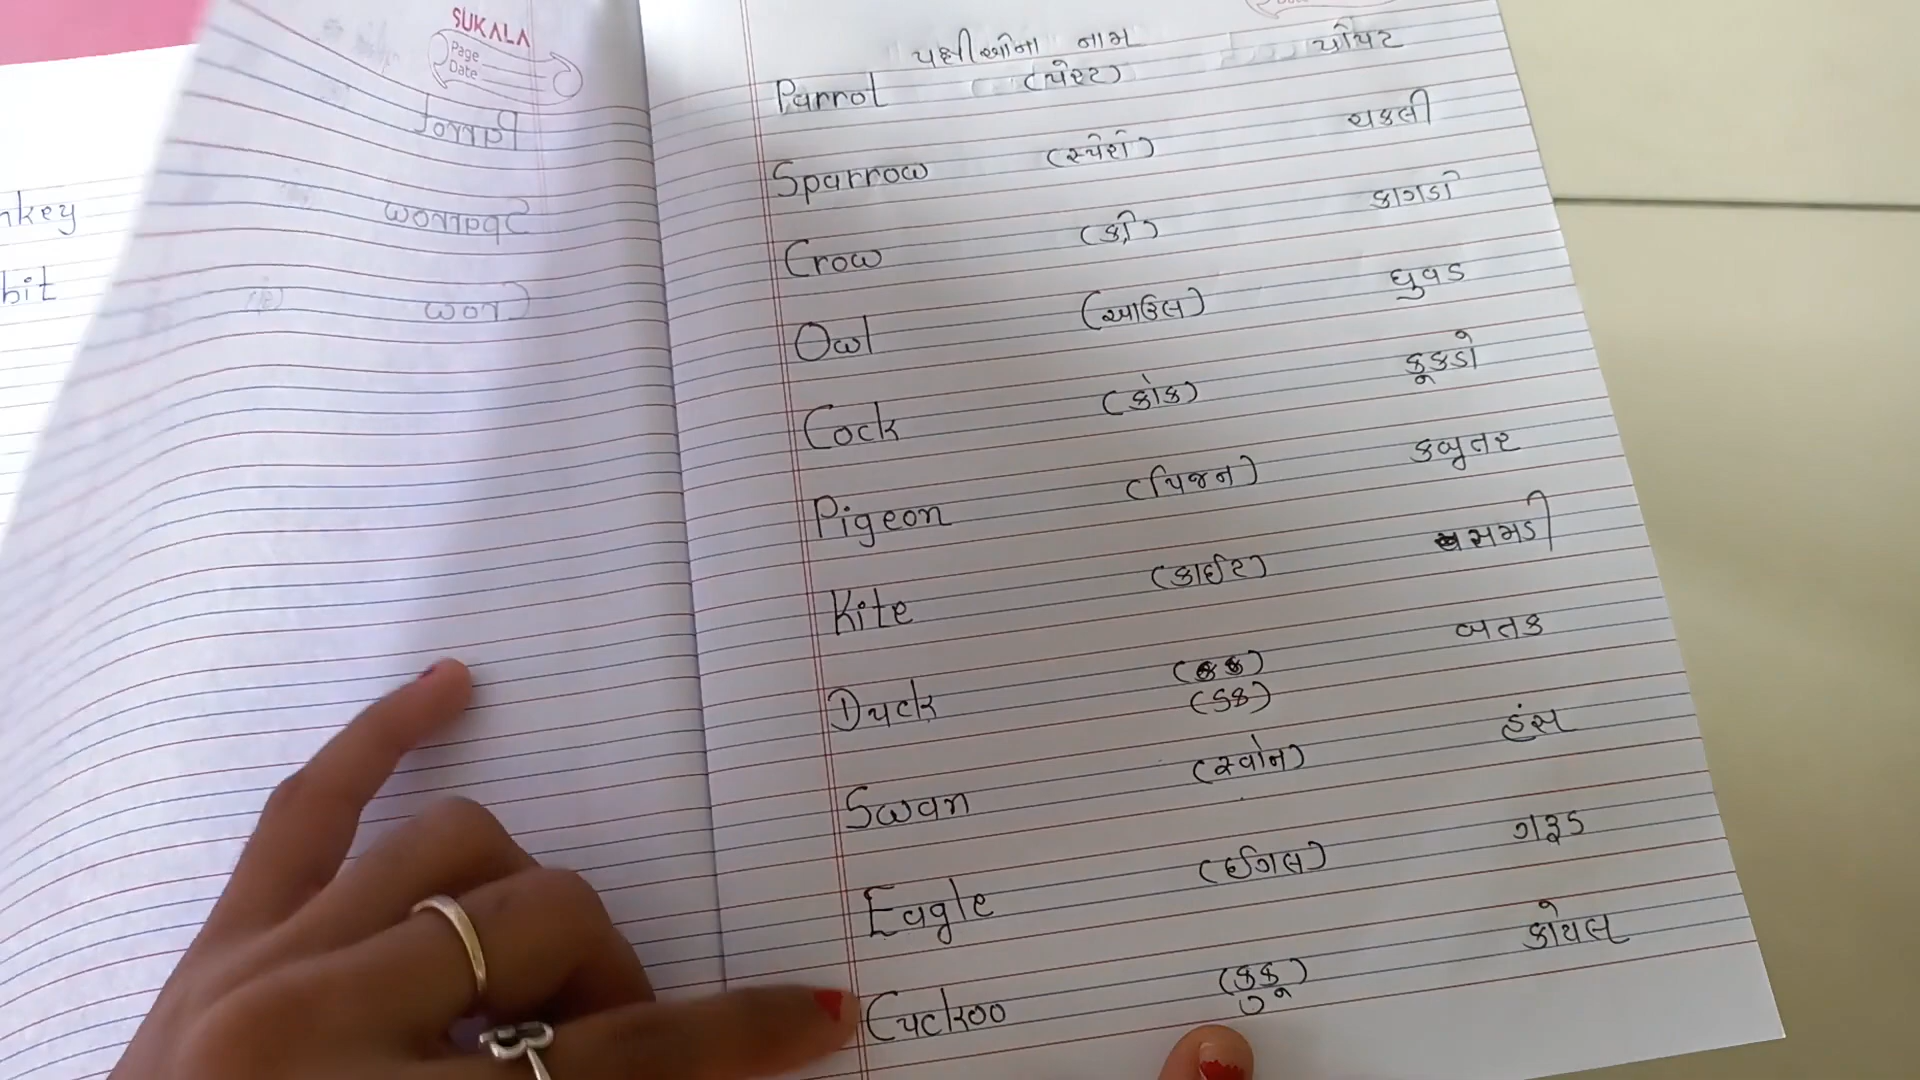 SUKALA
Page
Date
nkey
bit
પક્ષીઓના નામ
Parrot (પેરટ) પોપટ
Sparrow (સ્પેરો) ચકલી
Crow (ક્રો) કાગડો
Owl (આઉલ) ઘુવડ
Cock (કોક) કૂકડો
Pigeon (પિજન) કબુતર
Kite (કાઈટ) સમડી
Duck (ડક) બતક
Swan (સ્વોન) હંસ
Eagle (ઈગલ) ગરૂડ
Cuckoo (કુકૂ) કોયલ